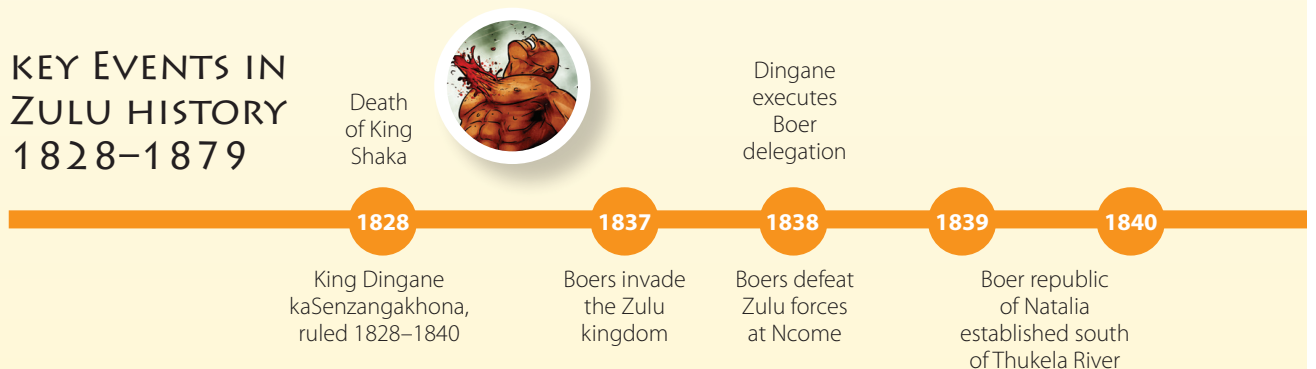 KEY EVENTS IN
ZULU HISTORY
1828–1879
Death
of King
Shaka
Dingane
executes
Boer
delegation
1828
1837
1838
1839
1840
King Dingane
kaSenzangakhona,
ruled 1828–1840
Boers invade
the Zulu
kingdom
Boers defeat
Zulu forces
at Ncome
Boer republic
of Natalia
established south
of Thukela River